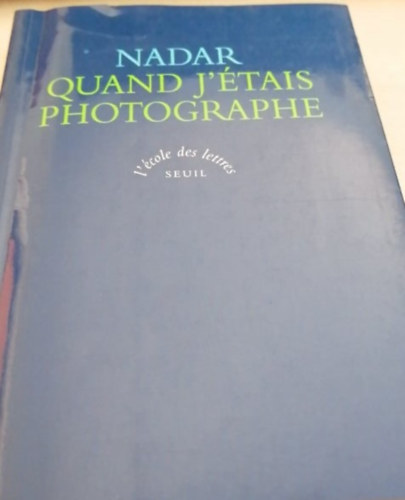 NADAR
QUAND J'ÉTAIS
PHOTOGRAPHE
l'école des lettres
SEUIL